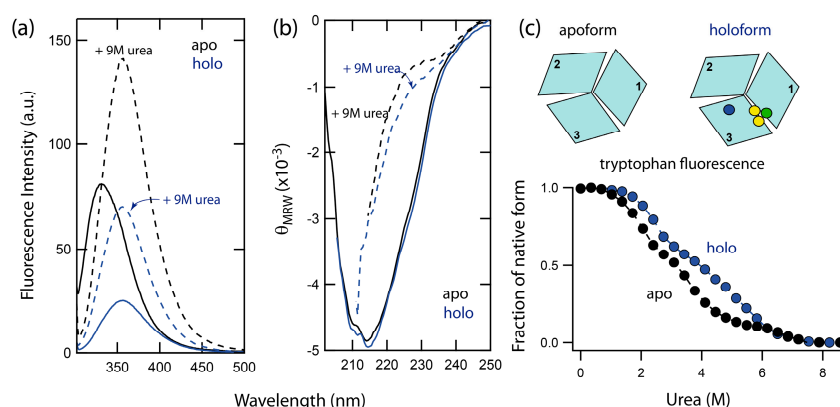 (a)
150
100
50
0
Fluorescence Intensity (a.u.)
+ 9M urea
apo
holo
+ 9M urea
350
400
450
500
(b)
0
-1
-2
-3
-4
-5
θMRW (x10⁻³)
+ 9M urea
+ 9M urea
apo
holo
210
220
230
240
250
Wavelength (nm)
(c)
apoform
holoform
2
1
3
2
1
3
tryptophan fluorescence
1.0
0.5
0.0
Fraction of native form
holo
apo
0
2
4
6
8
Urea (M)